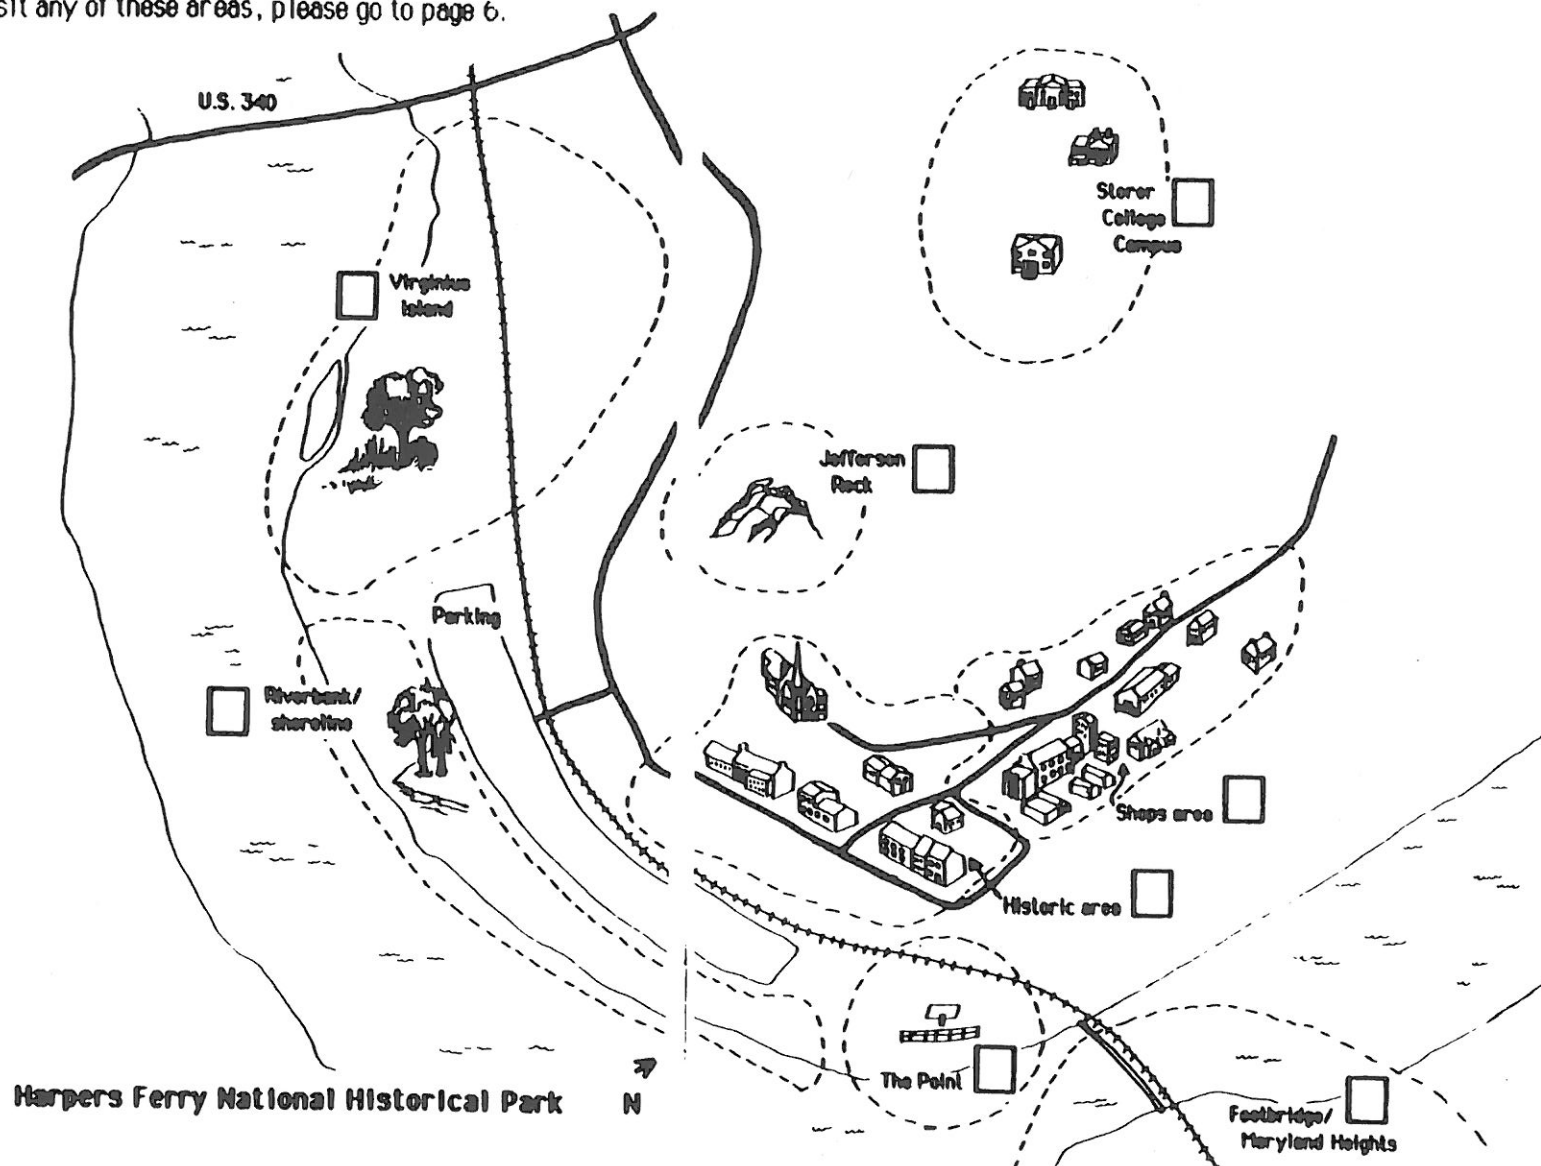 sit any of these areas, please go to page 6.
U.S. 340
Storer
College
Campus
Virginius
Island
Jefferson
Rock
Parking
Riverbank/
shoreline
Shops area
Historic area
The Point
Footbridge/
Maryland Heights
Harpers Ferry National Historical Park
N